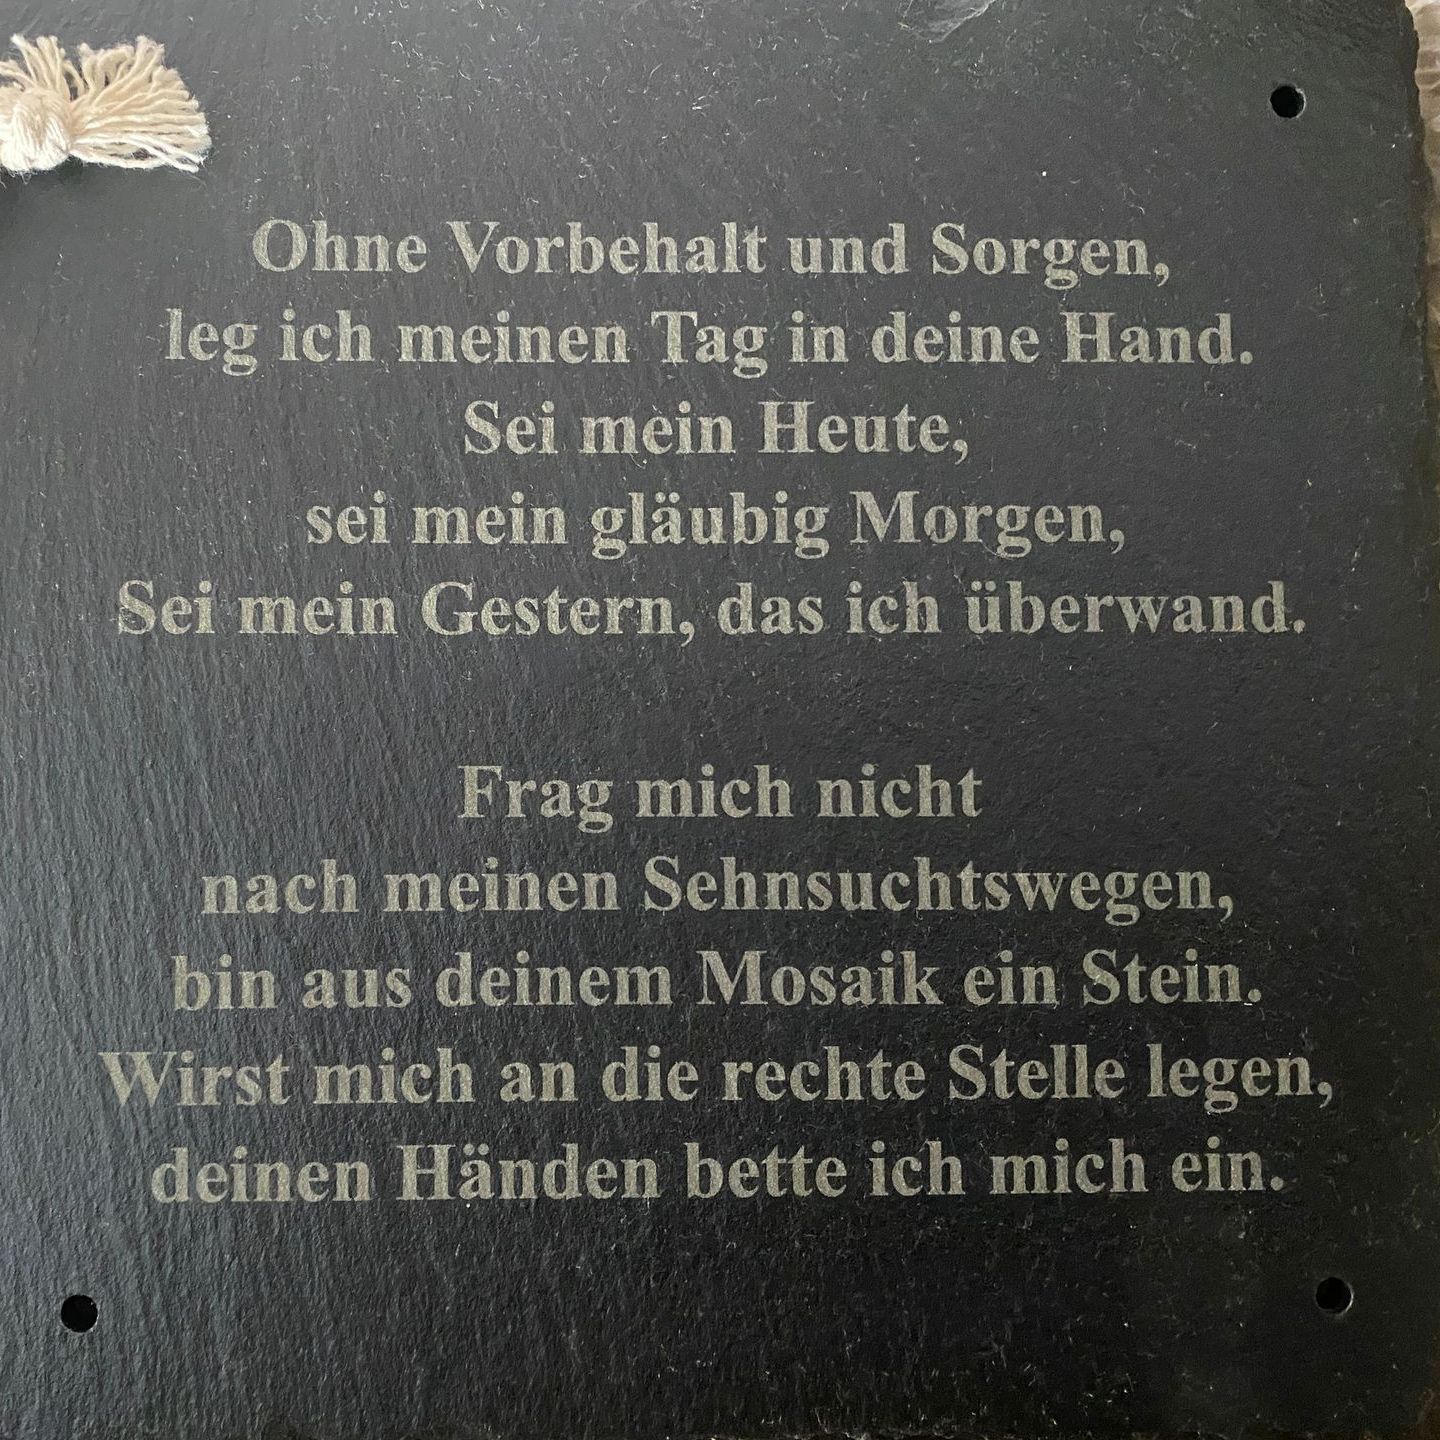 Ohne Vorbehalt und Sorgen,
leg ich meinen Tag in deine Hand.
Sei mein Heute,
sei mein gläubig Morgen,
Sei mein Gestern, das ich überwand.
Frag mich nicht
nach meinen Sehnsuchtswegen,
bin aus deinem Mosaik ein Stein.
Wirst mich an die rechte Stelle legen,
deinen Händen bette ich mich ein.